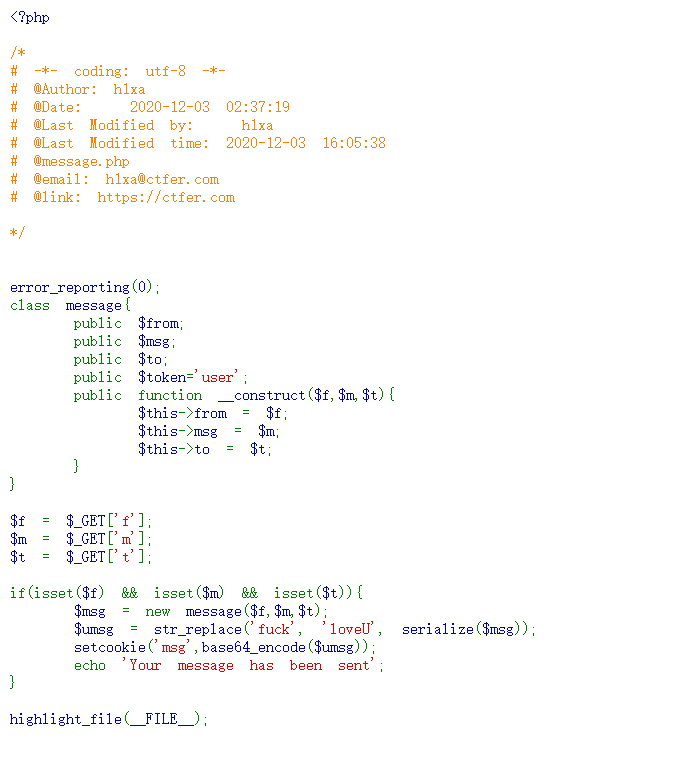 <?php
/*
# -*- coding: utf-8 -*-
# @Author: h1xa
# @Date: 2020-12-03 02:37:19
# @Last Modified by: h1xa
# @Last Modified time: 2020-12-03 16:05:38
# @message.php
# @email: h1xa@ctfer.com
# @link: https://ctfer.com
*/
error_reporting(0);
class message{
public $from;
public $msg;
public $to;
public $token='user';
public function __construct($f,$m,$t){
$this->from = $f;
$this->msg = $m;
$this->to = $t;
}
}
$f = $_GET['f'];
$m = $_GET['m'];
$t = $_GET['t'];
if(isset($f) && isset($m) && isset($t)){
$msg = new message($f,$m,$t);
$umsg = str_replace('fuck', 'loveU', serialize($msg));
setcookie('msg',base64_encode($umsg));
echo 'Your message has been sent';
}
highlight_file(__FILE__);